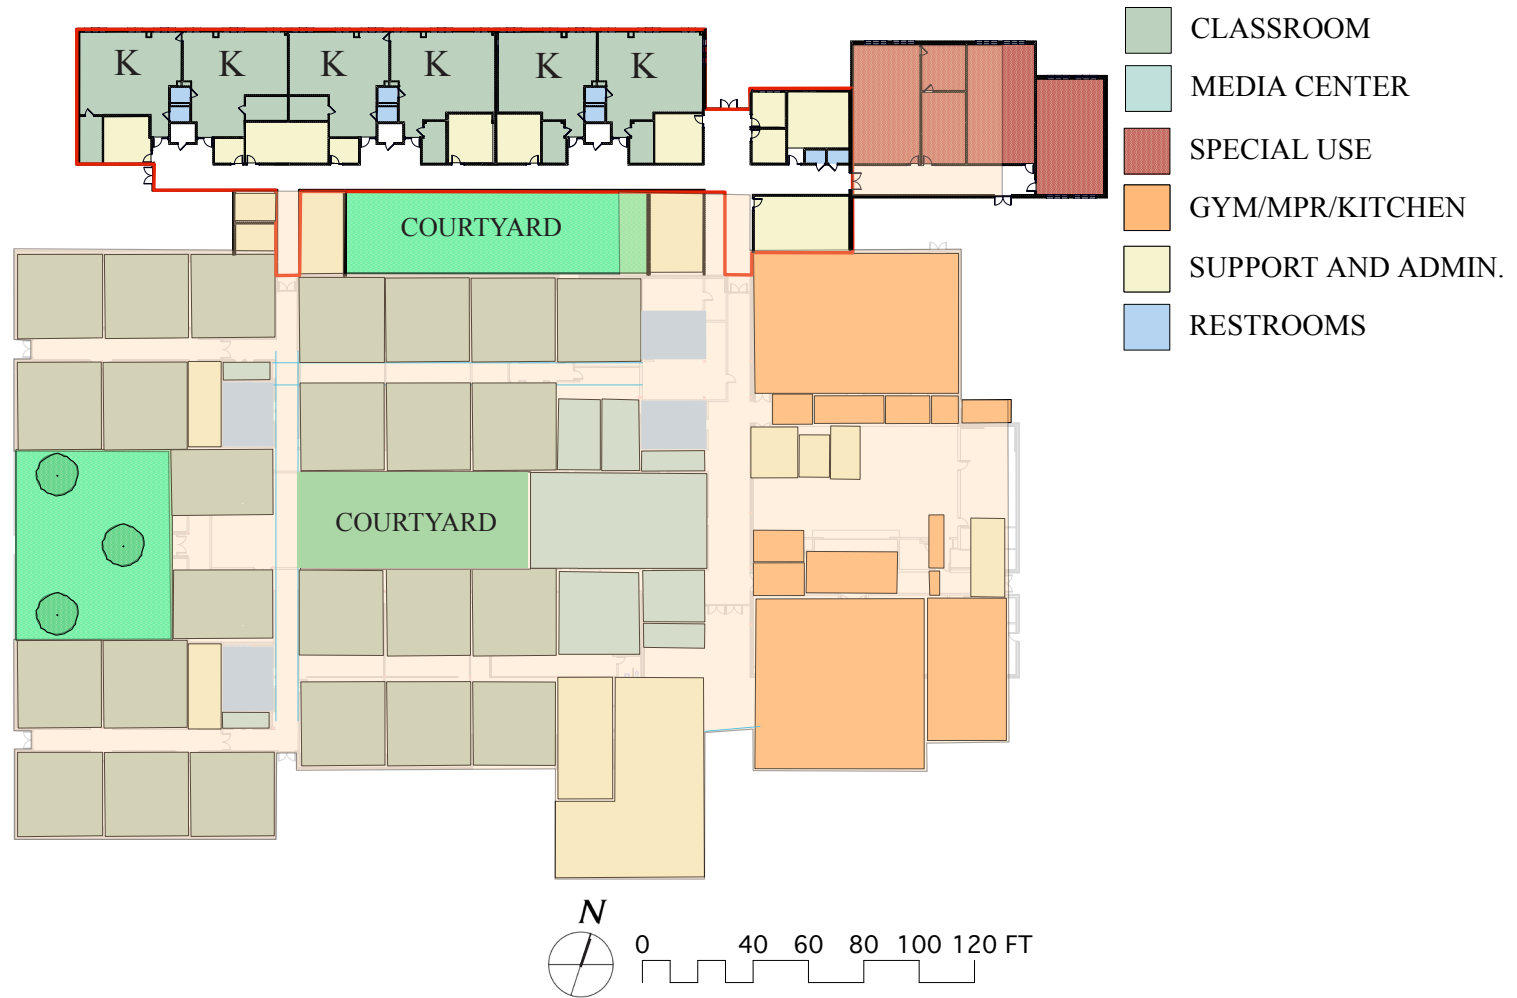 K K K K K K
CLASSROOM
MEDIA CENTER
SPECIAL USE
GYM/MPR/KITCHEN
SUPPORT AND ADMIN.
RESTROOMS
COURTYARD
COURTYARD
N
0 40 60 80 100 120 FT